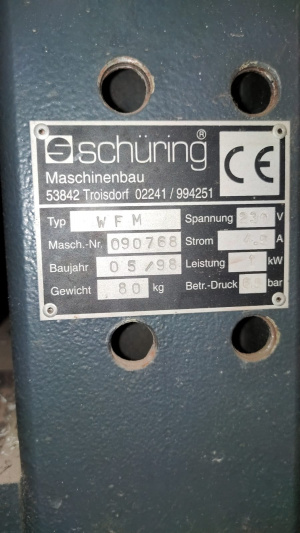 schüring®
CE
Maschinenbau
53842 Troisdorf 02241/994251
Typ WFM Spannung V
Masch.-Nr. 090768 Strom A
Baujahr 05/98 Leistung kW
Gewicht 80 kg Betr.-Druck bar